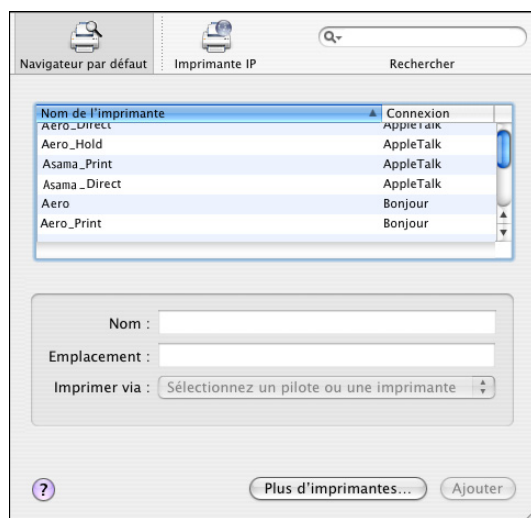 Navigateur par défaut Imprimante IP Rechercher
Nom de l'imprimante Connexion
Aero_Direct AppleTalk
Aero_Hold AppleTalk
Asama_Print AppleTalk
Asama_Direct AppleTalk
Aero Bonjour
Aero_Print Bonjour
Nom :
Emplacement :
Imprimer via : Sélectionnez un pilote ou une imprimante
? Plus d'imprimantes... Ajouter